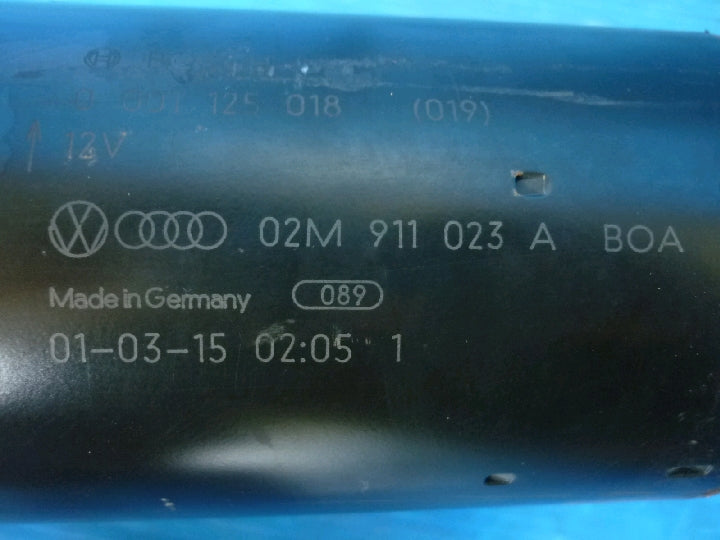 0 001 125 018 (019)
12V
02M 911 023 A BOA
Made in Germany 089
01-03-15 02:05 1